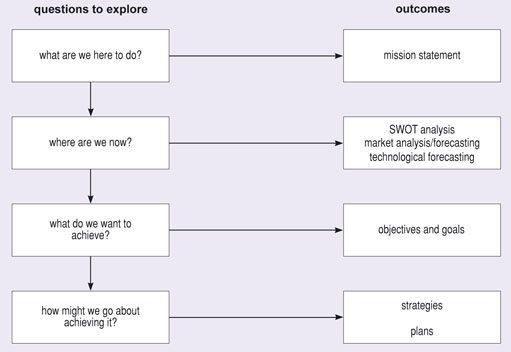 questions to explore
outcomes
what are we here to do?
mission statement
where are we now?
SWOT analysis
market analysis/forecasting
technological forecasting
what do we want to
achieve?
objectives and goals
how might we go about
achieving it?
strategies
plans